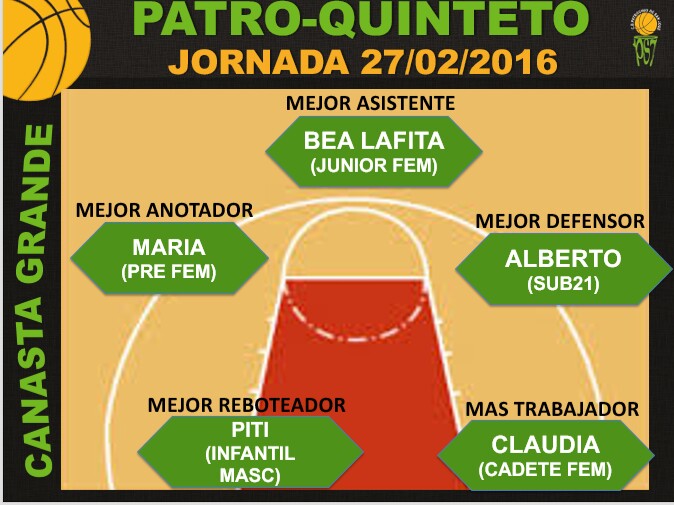 PATRO-QUINTETO
JORNADA 27/02/2016
CANASTA GRANDE
MEJOR ASISTENTE
BEA LAFITA
(JUNIOR FEM)
MEJOR ANOTADOR
MARIA
(PRE FEM)
MEJOR DEFENSOR
ALBERTO
(SUB21)
MEJOR REBOTEADOR
PITI
(INFANTIL
MASC)
MAS TRABAJADOR
CLAUDIA
(CADETE FEM)